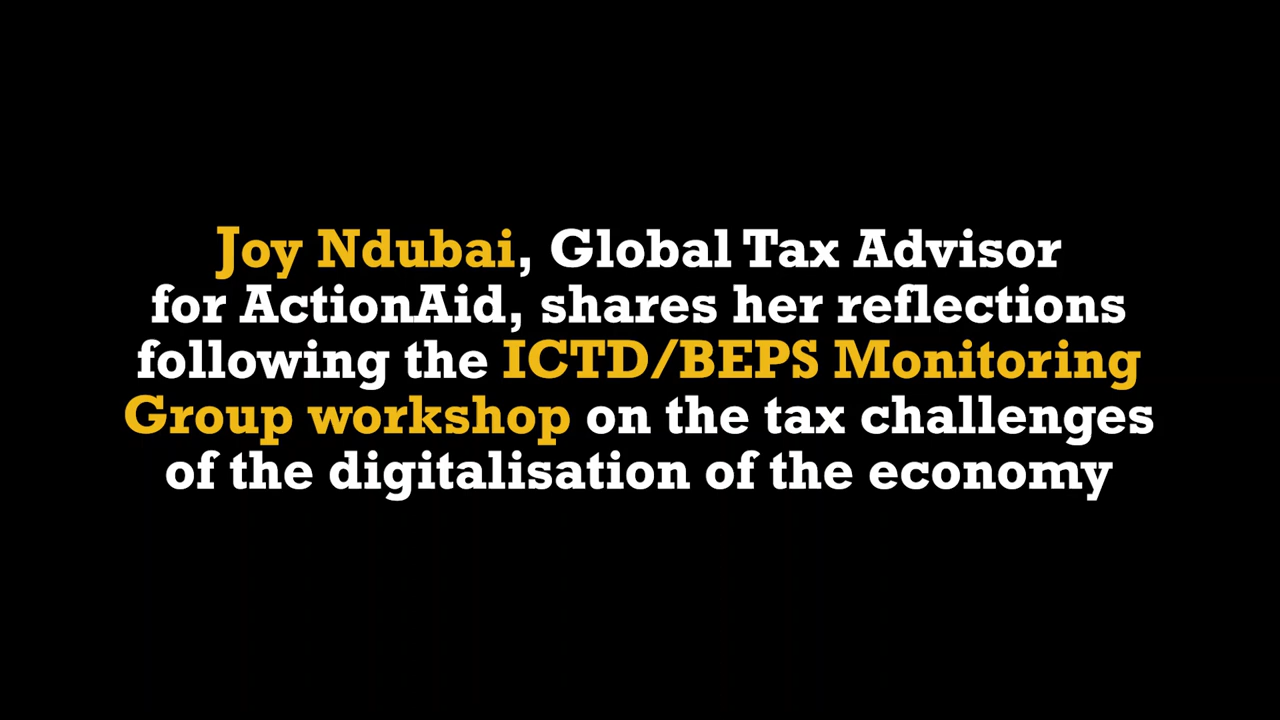 Joy Ndubai, Global Tax Advisor
for ActionAid, shares her reflections
following the ICTD/BEPS Monitoring
Group workshop on the tax challenges
of the digitalisation of the economy